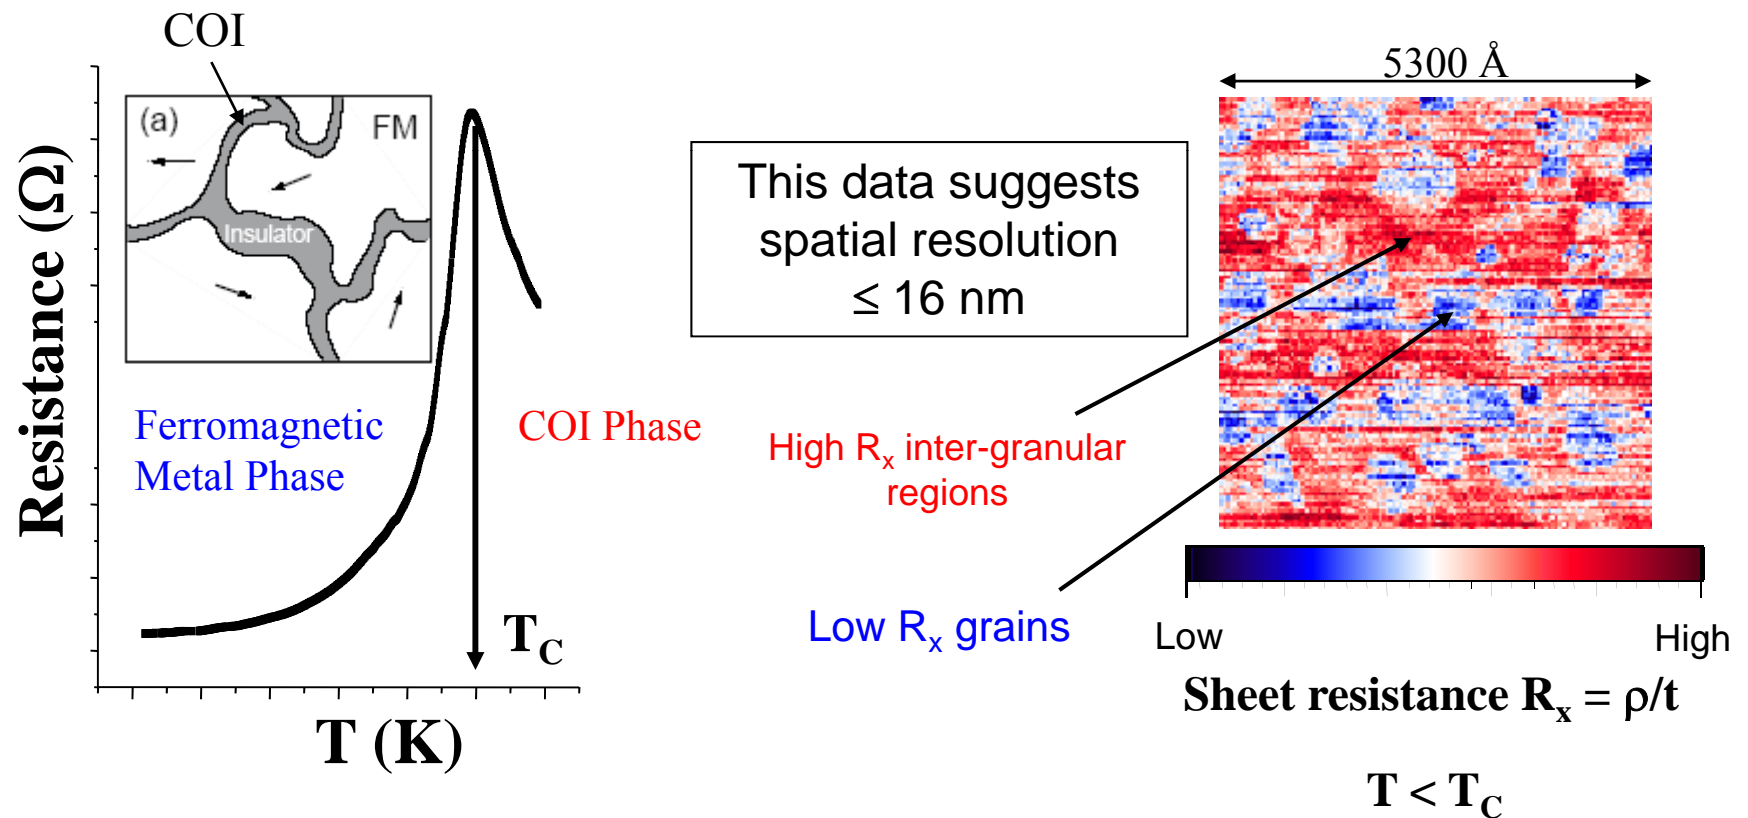 COI
(a)
FM
Insulator
Resistance (Ω)
Ferromagnetic
Metal Phase
COI Phase
T_C
T (K)
This data suggests
spatial resolution
≤ 16 nm
High R_x inter-granular
regions
Low R_x grains
5300 Å
Low
High
Sheet resistance R_x = ρ/t
T < T_C